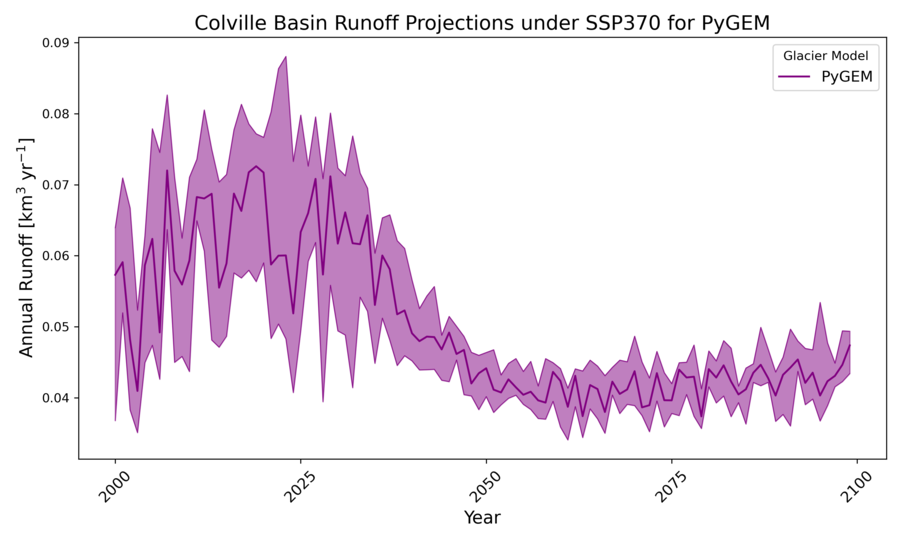 Colville Basin Runoff Projections under SSP370 for PyGEM
Glacier Model
PyGEM
0.09
0.08
0.07
0.06
0.05
0.04
Annual Runoff [km³ yr⁻¹]
2000
2025
2050
2075
2100
Year